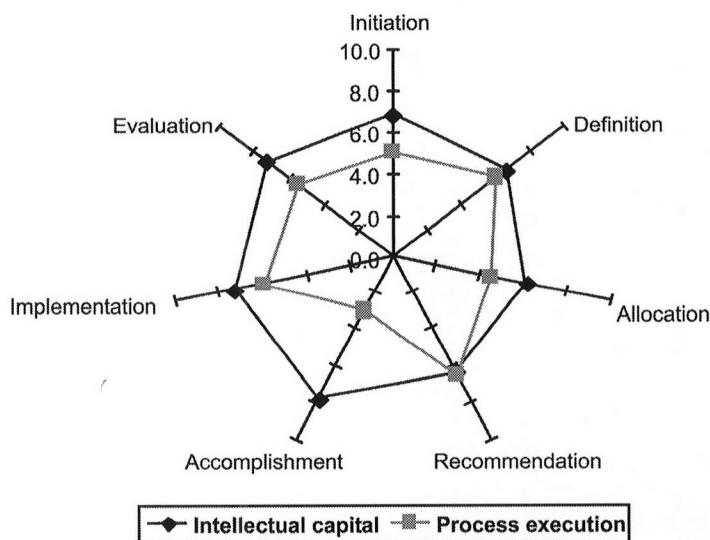 Initiation
10.0
8.0
Evaluation
Definition
6.0
4.0
2.0
0.0
Implementation
Allocation
Accomplishment
Recommendation
Intellectual capital
Process execution